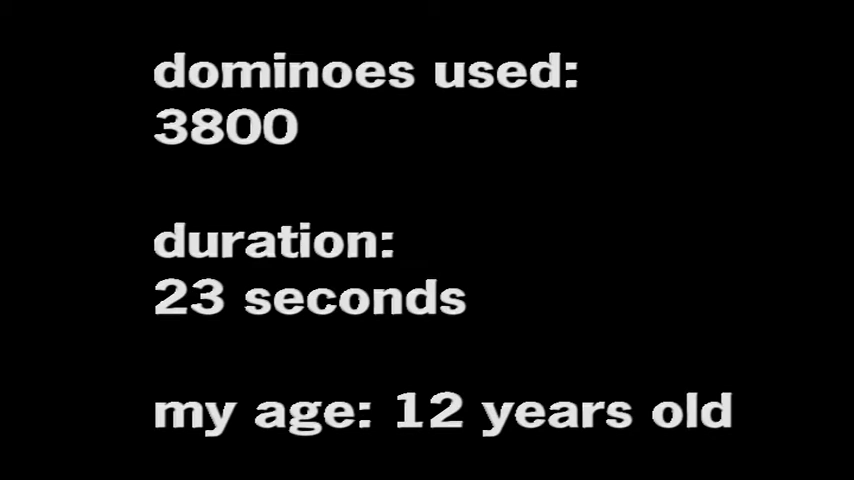 dominoes used:
3800
duration:
23 seconds
my age: 12 years old